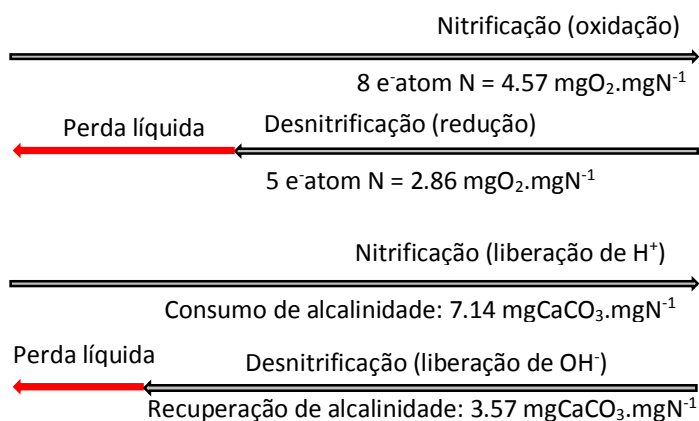 Nitrificação (oxidação)
8 e⁻atom N = 4.57 mgO₂.mgN⁻¹
Perda líquida
Desnitrificação (redução)
5 e⁻atom N = 2.86 mgO₂.mgN⁻¹
Nitrificação (liberação de H⁺)
Consumo de alcalinidade: 7.14 mgCaCO₃.mgN⁻¹
Perda líquida
Desnitrificação (liberação de OH⁻)
Recuperação de alcalinidade: 3.57 mgCaCO₃.mgN⁻¹